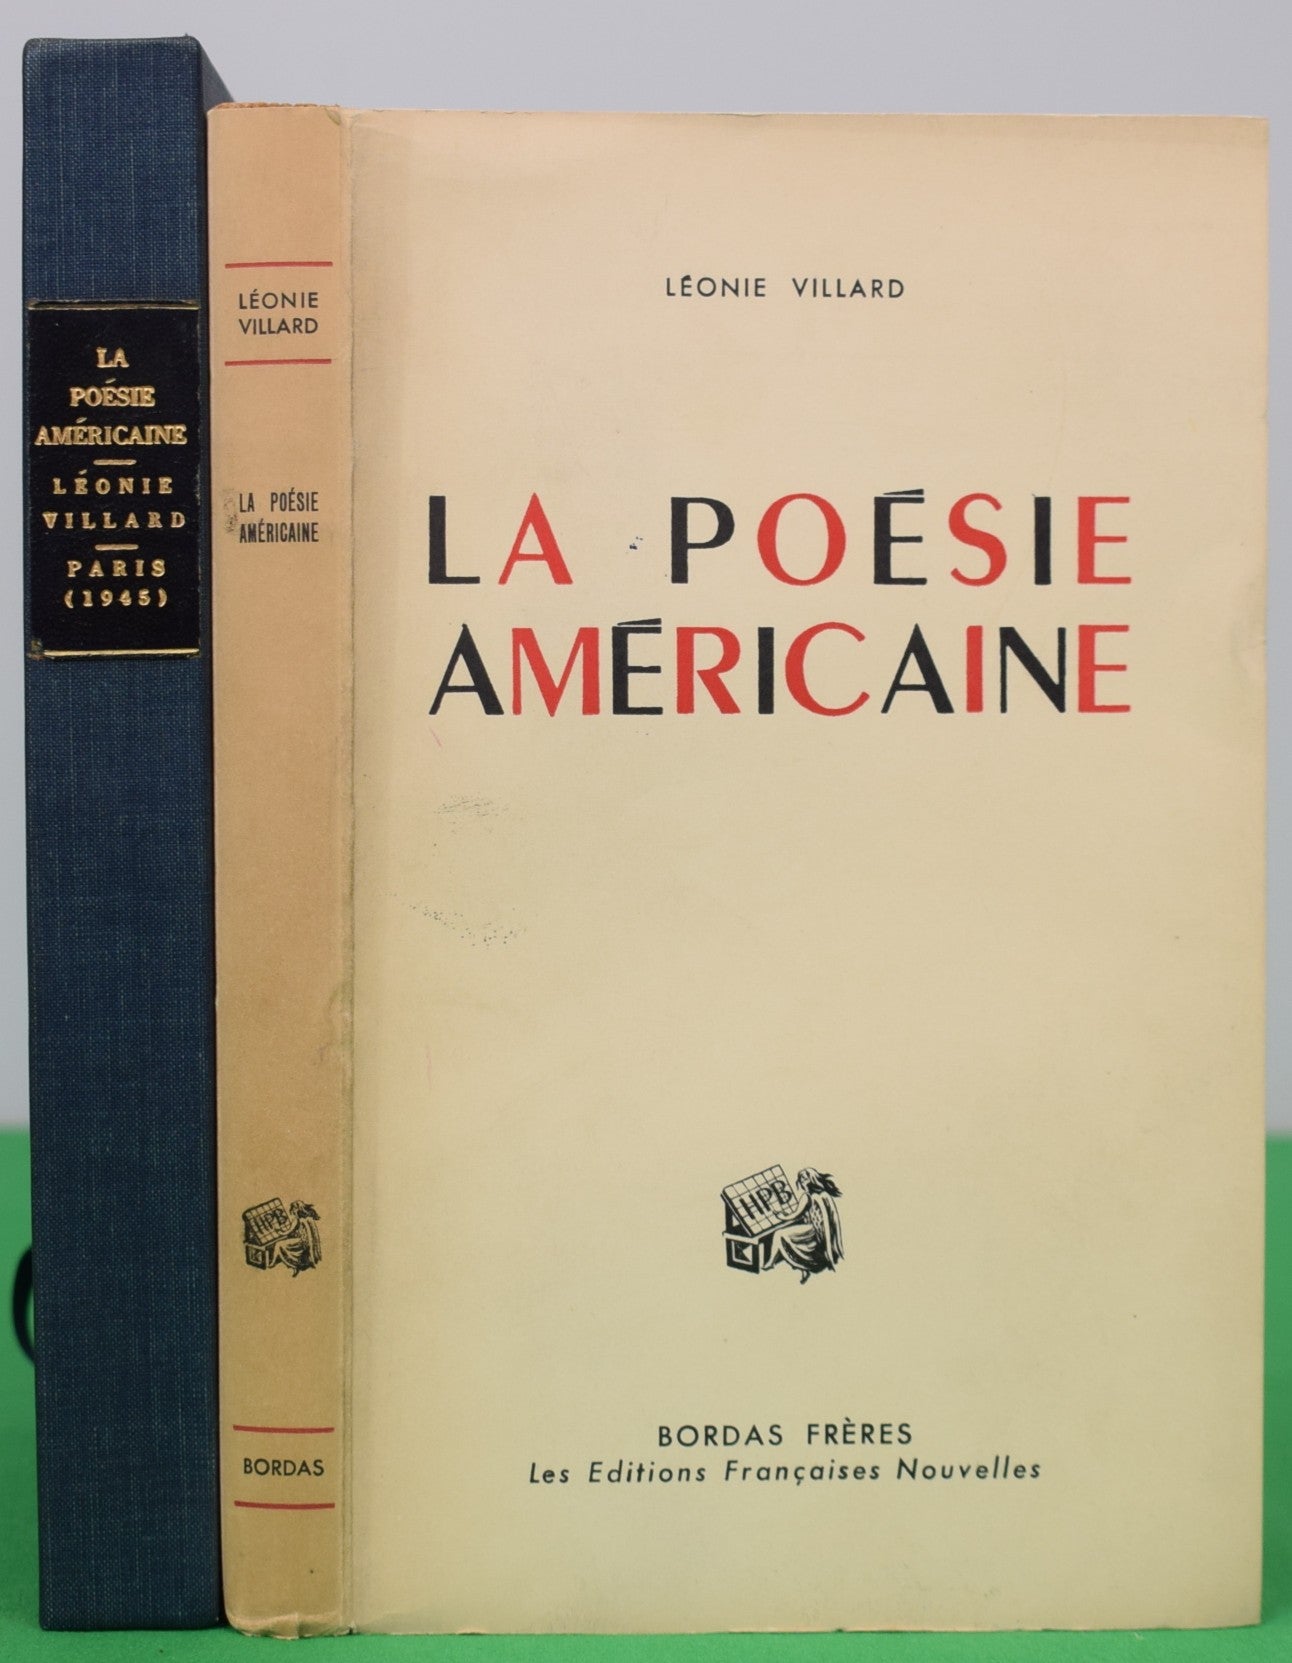 LA
POÉSIE
AMÉRICAINE
LÉONIE
VILLARD
PARIS
(1945)
LÉONIE
VILLARD
LA POÉSIE
AMÉRICAINE
HPB
BORDAS
LÉONIE VILLARD
LA POÉSIE
AMÉRICAINE
HPB
BORDAS FRÈRES
Les Editions Françaises Nouvelles